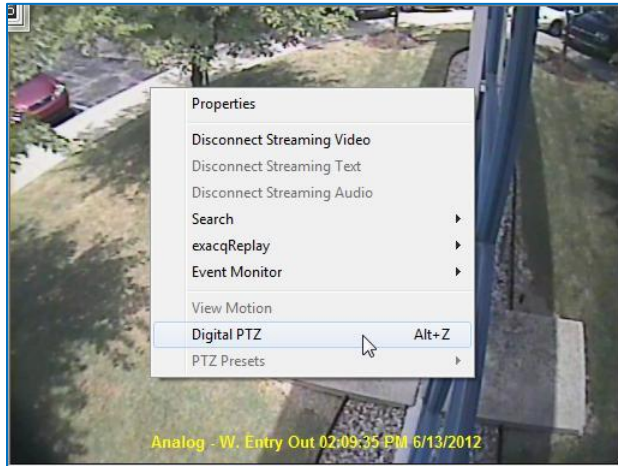 Properties
Disconnect Streaming Video
Disconnect Streaming Text
Disconnect Streaming Audio
Search
exacqReplay
Event Monitor
View Motion
Digital PTZ Alt+Z
PTZ Presets
Analog - W. Entry Out 02:09:35 PM 6/13/2012